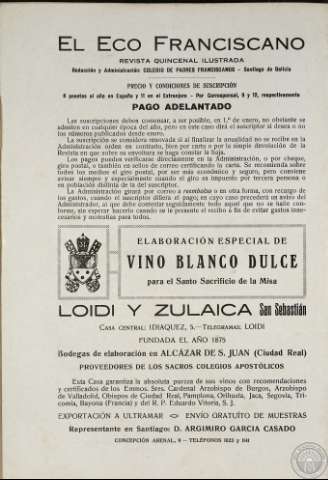 EL ECO FRANCISCANO
REVISTA QUINCENAL ILUSTRADA
Redacción y Administración: COLEGIO DE PADRES FRANCISCANOS - Santiago de Galicia
PRECIO Y CONDICIONES DE SUSCRIPCIÓN
6 pesetas al año en España y 11 en el Extranjero - Por Corresponsal, 9 y 12, respectivamente
PAGO ADELANTADO
Las suscripciones deben comenzar, a ser posible, en 1.º de enero, no obstante se
admiten en cualquier época del año, pero en este caso dirá el suscriptor si desea o no
los números publicados desde enero.
La suscripción se considera renovada si al finalizar la anualidad no se recibe en la
Administración orden en contrario, bien por carta o por la simple devolución de la
Revista en que sobre su envoltura se haga constar la baja.
Los pagos pueden verificarse directamente en la Administración, o por cheque,
giro postal, o también en sellos de correo certificando la carta. Se recomienda sobre
todos los medios el giro postal, por ser más económico y seguro, pero conviene
avisar siempre y especialmente cuando el giro es impuesto por tercera persona o
en población distinta de la del suscriptor.
La Administración girará por correo a reembolso o en otra forma, con recargo de
los gastos, cuando el suscriptor difiera el pago, en cuyo caso precederá un aviso del
Administrador, al que debe contestar seguidamente todo aquel que no se halle con-
forme, sin esperar hacerlo cuando se le presente el recibo a fin de evitar gastos inne-
cesarios y molestias para todos.
ELABORACIÓN ESPECIAL DE
VINO BLANCO DULCE
para el Santo Sacrificio de la Misa
LOIDI Y ZULAICA San Sebastián
CASA CENTRAL: IDIAQUEZ, 5.—TELEGRAMAS: LOIDI
FUNDADA EL AÑO 1875
Bodegas de elaboración en ALCÁZAR DE S. JUAN (Ciudad Real)
PROVEEDORES DE LOS SACROS COLEGIOS APOSTÓLICOS
Esta Casa garantiza la absoluta pureza de sus vinos con recomendaciones
y certificados de los Emmos. Sres. Cardenal Arzobispo de Burgos, Arzobispo
de Valladolid, Obispos de Ciudad Real, Pamplona, Orihuela, Jaca, Segovia, Tri-
comia, Bayona (Francia) y del R. P. Eduardo Vitoria, S. J.
EXPORTACIÓN A ULTRAMAR ENVÍO GRATUÍTO DE MUESTRAS
Representante en Santiago: D. ARGIMIRO GARCIA CASADO
CONCEPCIÓN ARENAL, 9 - TELÉFONOS 1623 y 941